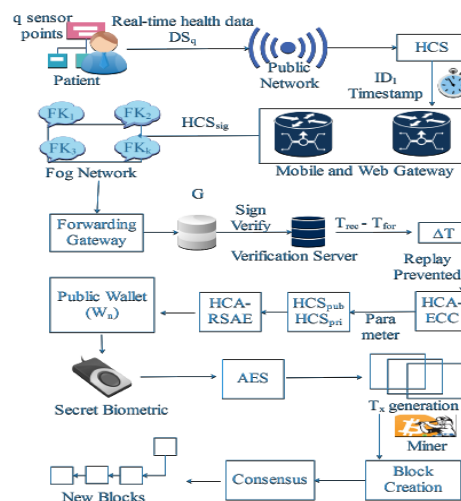 q sensor
points
Real-time health data
DSq
Patient
Public
Network
HCS
ID₁
Timestamp
FK₁
FK₂
FK₃
FKₖ
HCSsig
Fog Network
Mobile and Web Gateway
Forwarding
Gateway
G
Sign
Verify
Verification Server
Trec - Tfor
ΔT
Replay
Prevented
Public Wallet
(Wn)
HCA-
RSAE
HCSpub
HCSpri
Para
meter
HCA-
ECC
Secret Biometric
AES
Tx generation
Miner
New Blocks
Consensus
Block
Creation